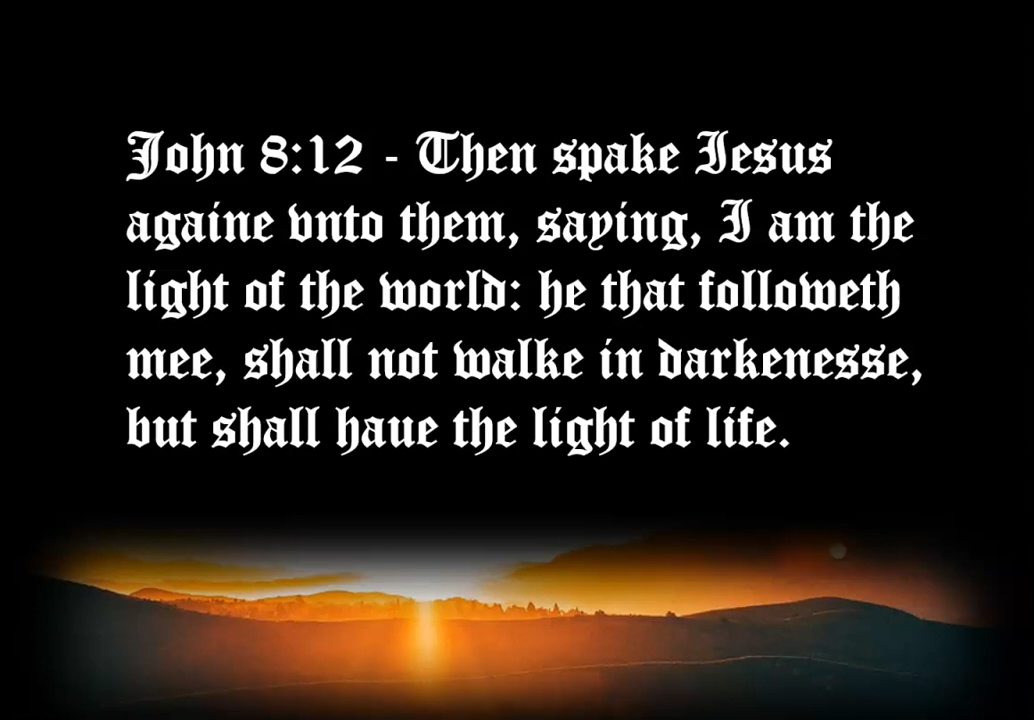 John 8:12 - Then spake Iesus
againe vnto them, saying, I am the
light of the world: he that followeth
mee, shall not walke in darkenesse,
but shall haue the light of life.